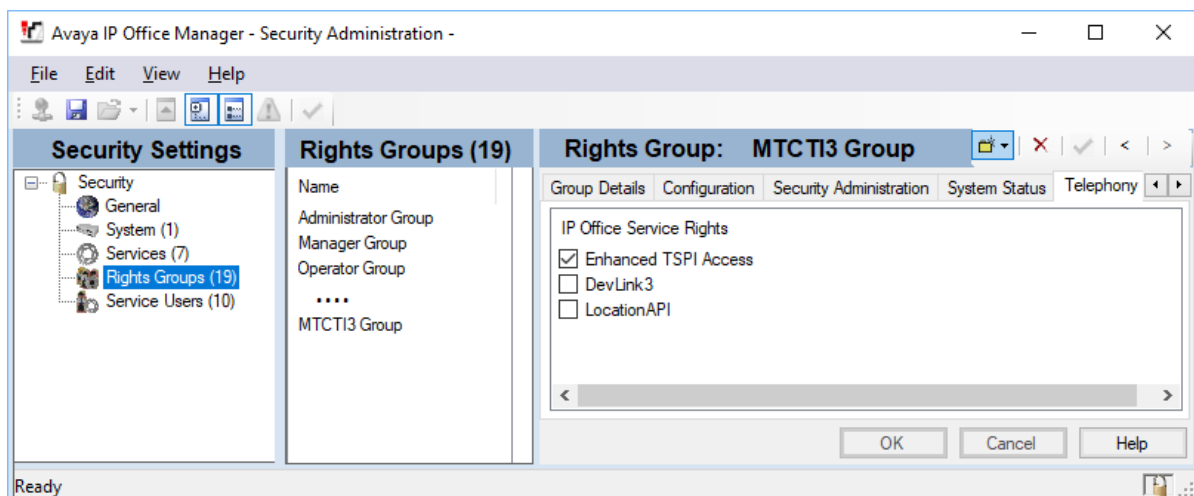 Avaya IP Office Manager - Security Administration -
File Edit View Help
Security Settings
Security
General
System (1)
Services (7)
Rights Groups (19)
Service Users (10)
Rights Groups (19)
Name
Administrator Group
Manager Group
Operator Group
....
MTCTI3 Group
Rights Group: MTCTI3 Group
Group Details Configuration Security Administration System Status Telephony
IP Office Service Rights
Enhanced TSPI Access
DevLink3
LocationAPI
OK Cancel Help
Ready